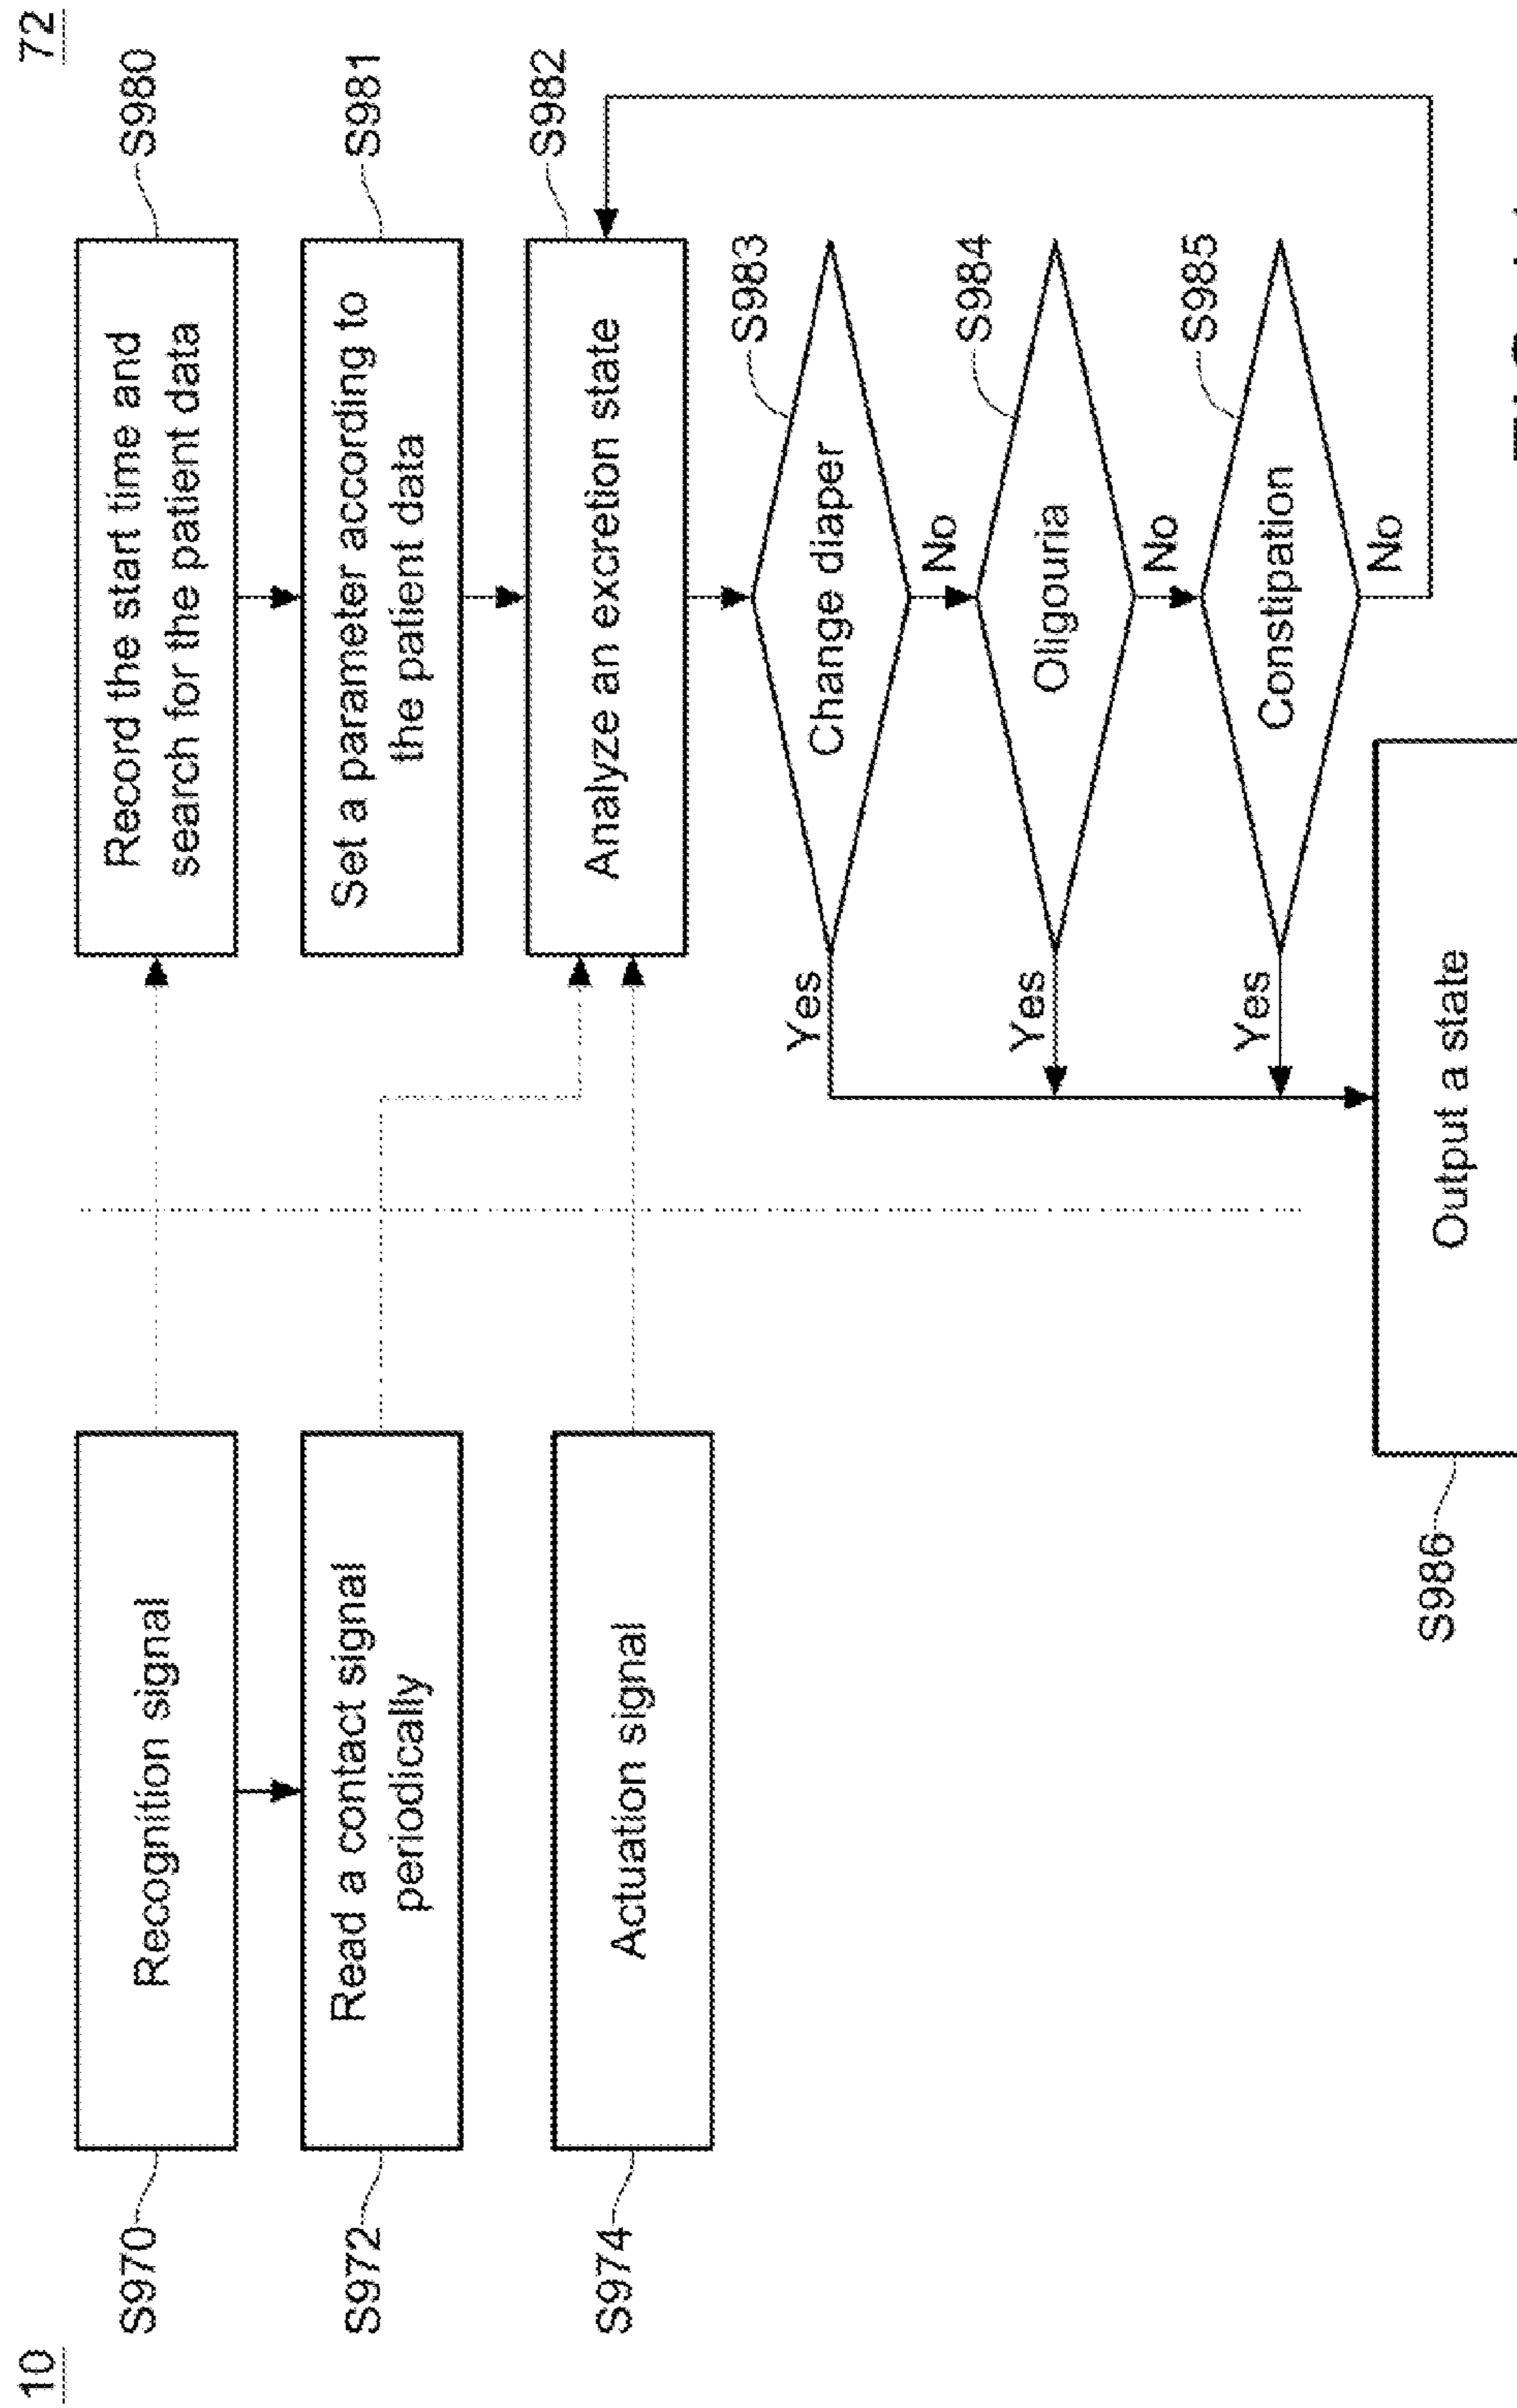 10
72
S970
Recognition signal
Record the start time and
search for the patient data
S980
S972
Read a contact signal
periodically
Set a parameter according to
the patient data
S981
S974
Actuation signal
Analyze an excretion state
S982
Change diaper
S983
Yes
No
Oligouria
S984
Yes
No
Constipation
S985
Yes
No
S986
Output a state